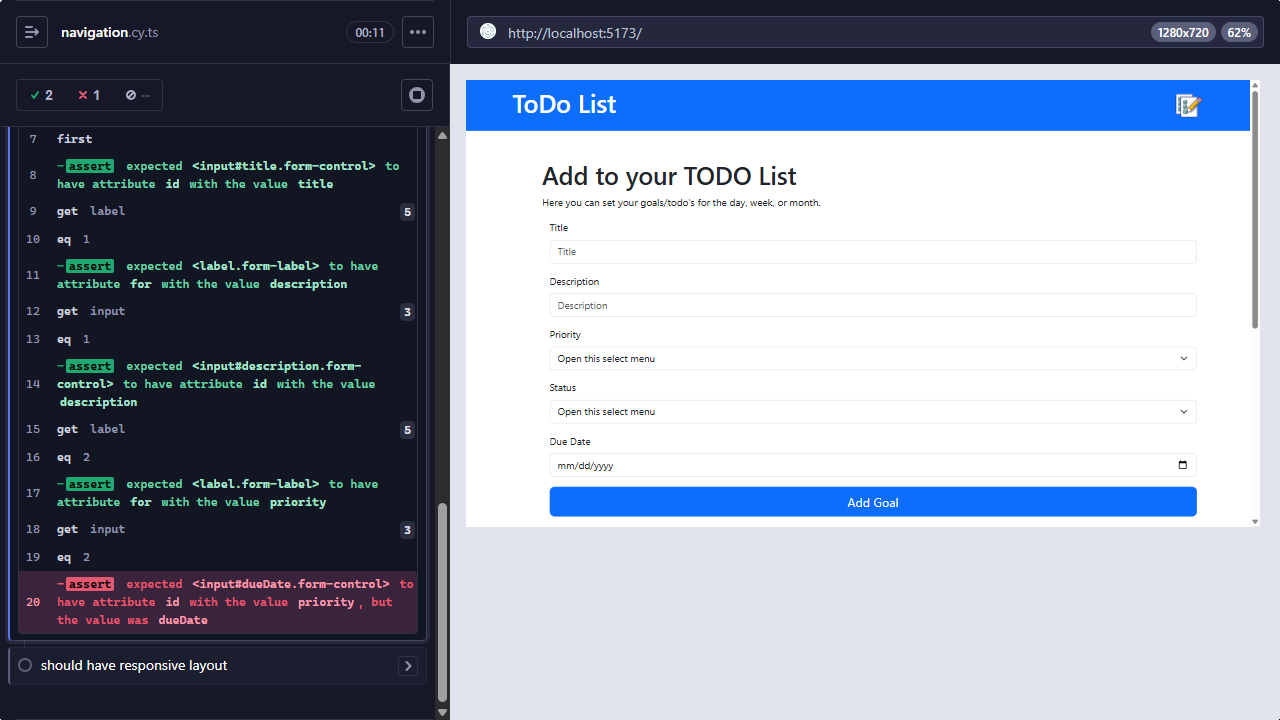 navigation.cy.ts
00:11
2
1
--
7 first
8 -assert expected <input#title.form-control> to
have attribute id with the value title
9 get label 5
10 eq 1
11 -assert expected <label.form-label> to have
attribute for with the value description
12 get input 3
13 eq 1
14 -assert expected <input#description.form-
control> to have attribute id with the value
description
15 get label 5
16 eq 2
17 -assert expected <label.form-label> to have
attribute for with the value priority
18 get input 3
19 eq 2
20 -assert expected <input#dueDate.form-control> to
have attribute id with the value priority, but
the value was dueDate
should have responsive layout
http://localhost:5173/
1280x720
62%
ToDo List
Add to your TODO List
Here you can set your goals/todo's for the day, week, or month.
Title
Title
Description
Description
Priority
Open this select menu
Status
Open this select menu
Due Date
mm/dd/yyyy
Add Goal